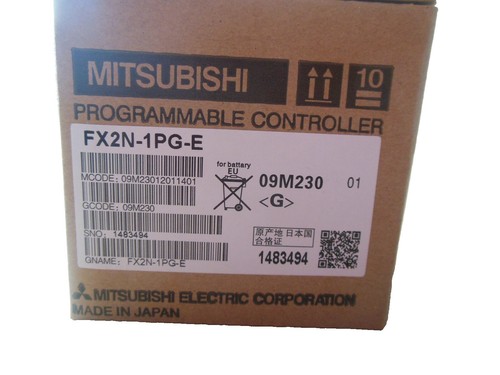 MITSUBISHI
10
PROGRAMMABLE CONTROLLER
FX2N-1PG-E
MCODE: 09M23012011401
GCODE: 09M230
SNO: 1483494
GNAME: FX2N-1PG-E
for battery
EU
09M230 01
<G>
原产地 日本国
合格证
1483494
MITSUBISHI ELECTRIC CORPORATION
MADE IN JAPAN